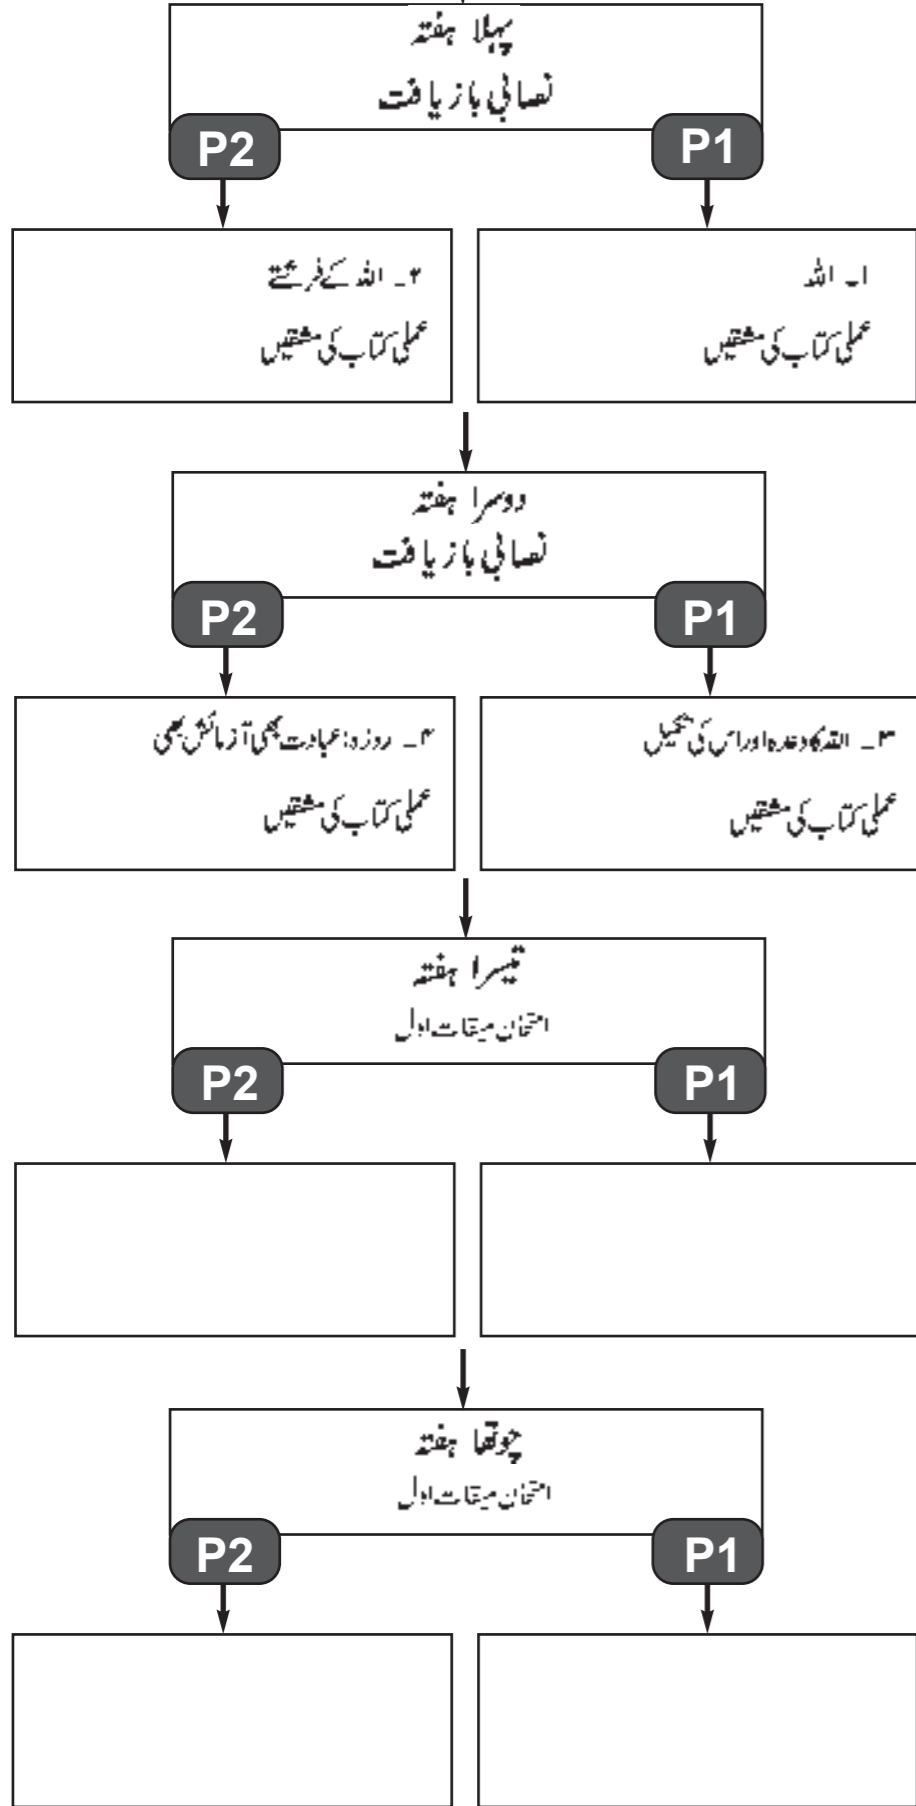 پہلا ہفتہ
نصابی بازیافت
P1
P2
۱۔ اللہ
عملی کتاب کی مشقیں
۲۔ اللہ کے فرشتے
عملی کتاب کی مشقیں
دوسرا ہفتہ
نصابی بازیافت
P1
P2
۳۔ اللہ کا وعدہ اور اس کی تکمیل
عملی کتاب کی مشقیں
۴۔ روزہ: عبادت بھی آزمائش بھی
عملی کتاب کی مشقیں
تیسرا ہفتہ
امتحان میقات اول
P1
P2
چوتھا ہفتہ
امتحان میقات اول
P1
P2